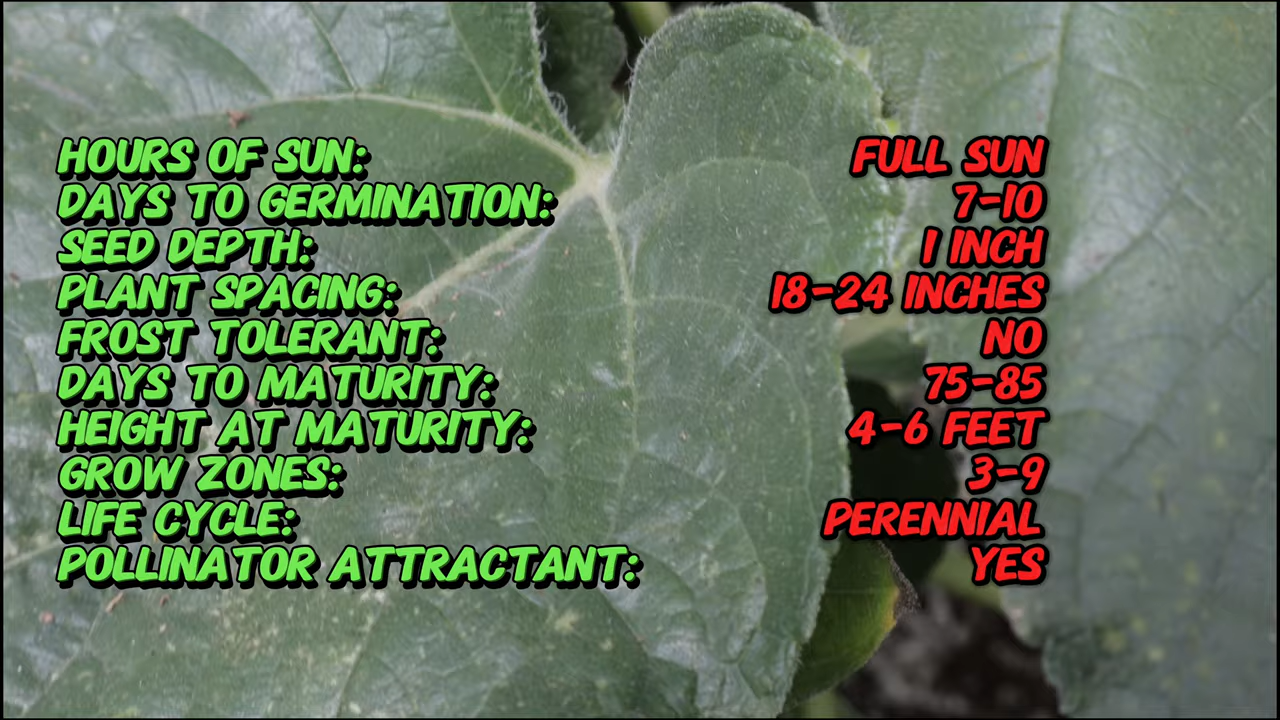 HOURS OF SUN: FULL SUN
DAYS TO GERMINATION: 7-10
SEED DEPTH: 1 INCH
PLANT SPACING: 18-24 INCHES
FROST TOLERANT: NO
DAYS TO MATURITY: 75-85
HEIGHT AT MATURITY: 4-6 FEET
GROW ZONES: 3-9
LIFE CYCLE: PERENNIAL
POLLINATOR ATTRACTANT: YES